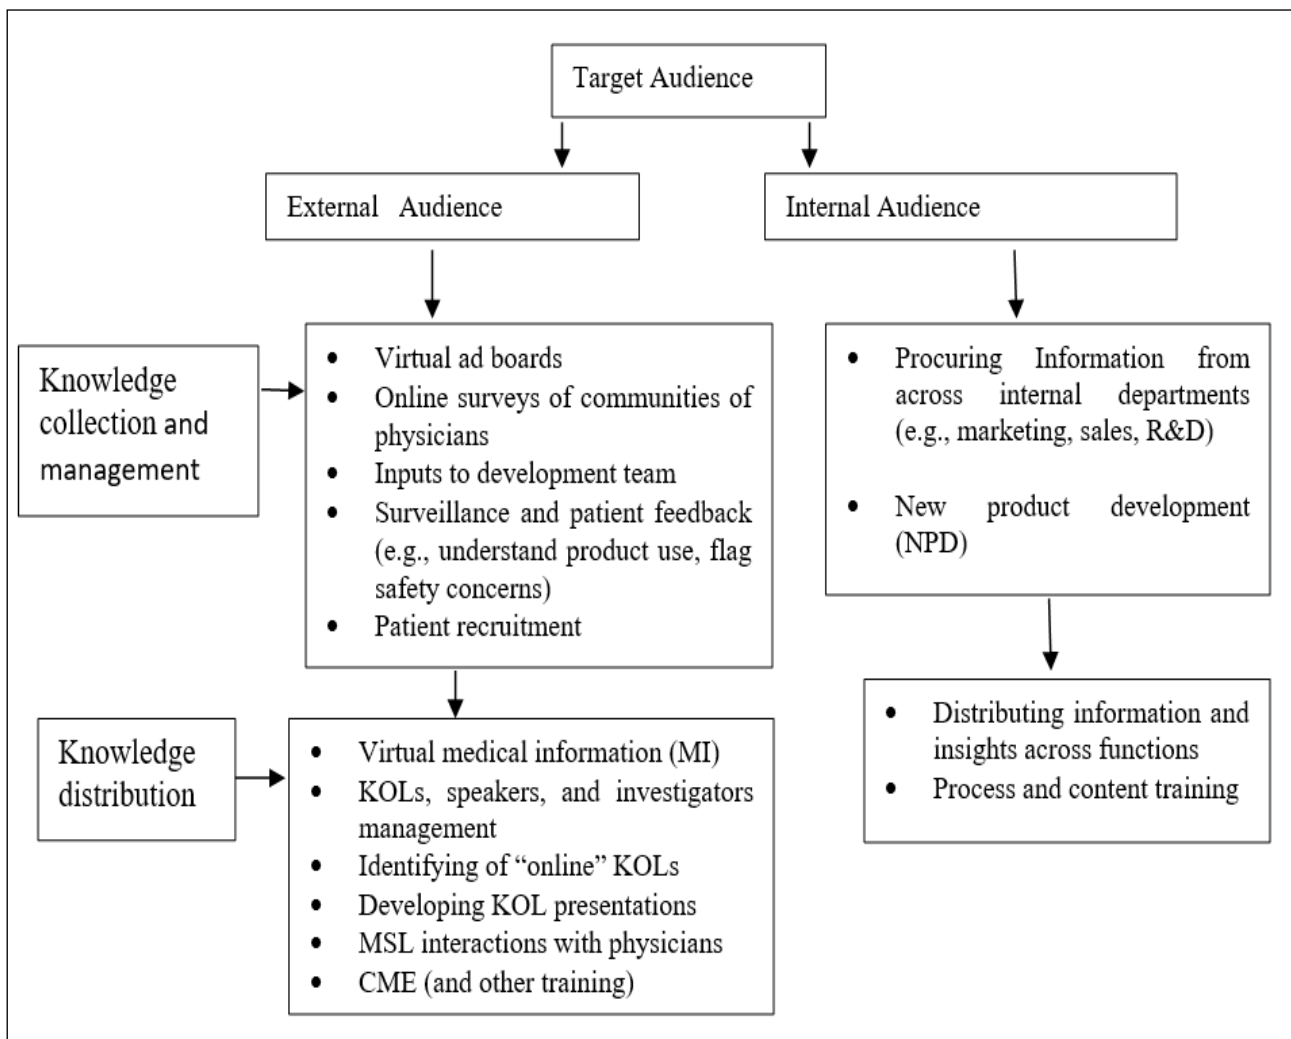 Target Audience
External Audience
Internal Audience
Knowledge
collection and
management
• Virtual ad boards
• Online surveys of communities of
physicians
• Inputs to development team
• Surveillance and patient feedback
(e.g., understand product use, flag
safety concerns)
• Patient recruitment
• Procuring Information from
across internal departments
(e.g., marketing, sales, R&D)
• New product development
(NPD)
Knowledge
distribution
• Virtual medical information (MI)
• KOLs, speakers, and investigators
management
• Identifying of “online” KOLs
• Developing KOL presentations
• MSL interactions with physicians
• CME (and other training)
• Distributing information and
insights across functions
• Process and content training